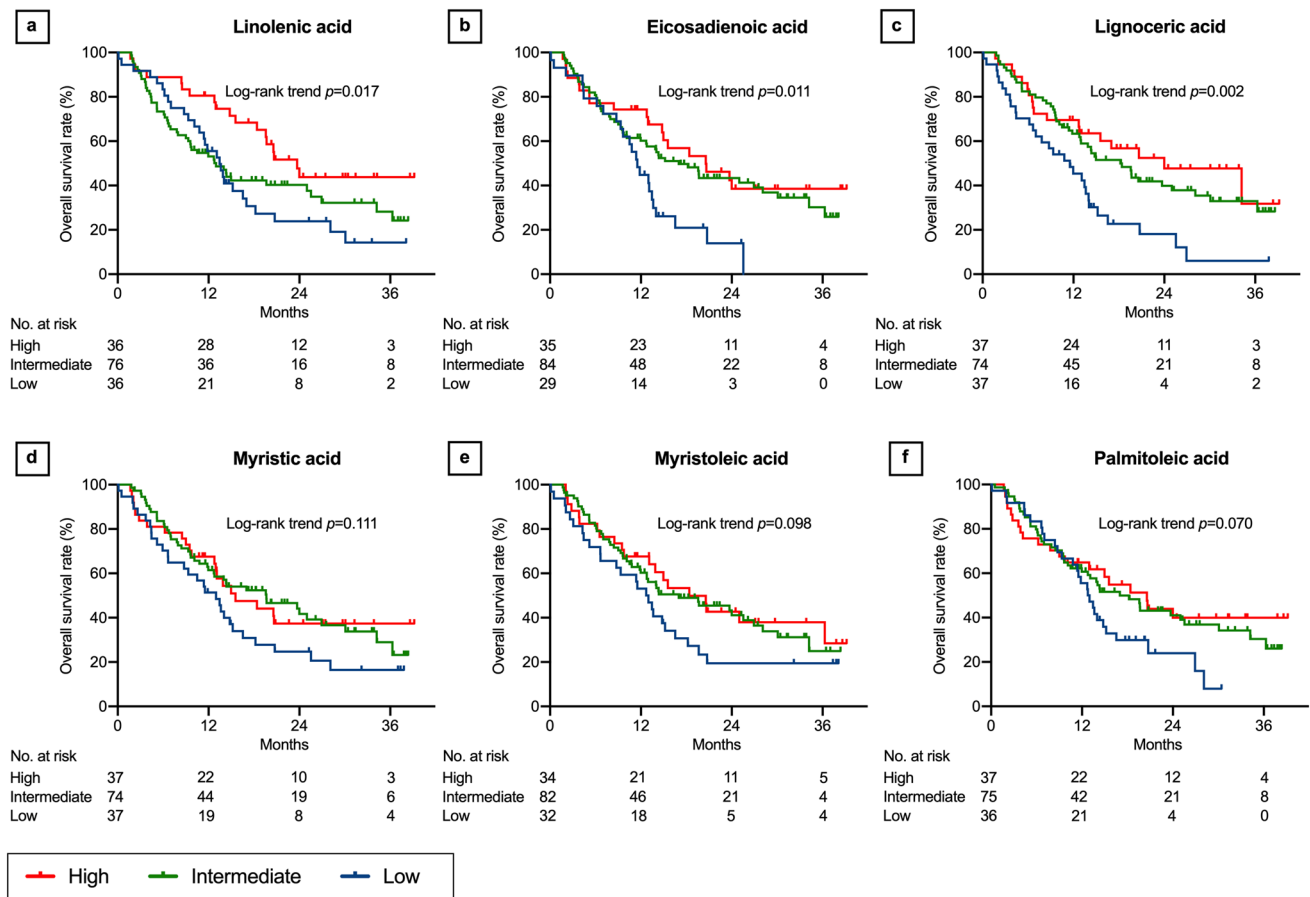 a Linolenic acid
Log-rank trend p=0.017
Overall survival rate (%)
100
80
60
40
20
0
0 12 24 36
Months
No. at risk
High 36 28 12 3
Intermediate 76 36 16 8
Low 36 21 8 2
b Eicosadienoic acid
Log-rank trend p=0.011
Overall survival rate (%)
100
80
60
40
20
0
0 12 24 36
Months
No. at risk
High 35 23 11 4
Intermediate 84 48 22 8
Low 29 14 3 0
c Lignoceric acid
Log-rank trend p=0.002
Overall survival rate (%)
100
80
60
40
20
0
0 12 24 36
Months
No. at risk
High 37 24 11 3
Intermediate 74 45 21 8
Low 37 16 4 2
d Myristic acid
Log-rank trend p=0.111
Overall survival rate (%)
100
80
60
40
20
0
0 12 24 36
Months
No. at risk
High 37 22 10 3
Intermediate 74 44 19 6
Low 37 19 8 4
e Myristoleic acid
Log-rank trend p=0.098
Overall survival rate (%)
100
80
60
40
20
0
0 12 24 36
Months
No. at risk
High 34 21 11 5
Intermediate 82 46 21 4
Low 32 18 5 4
f Palmitoleic acid
Log-rank trend p=0.070
Overall survival rate (%)
100
80
60
40
20
0
0 12 24 36
Months
No. at risk
High 37 22 12 4
Intermediate 75 42 21 8
Low 36 21 4 0
High Intermediate Low